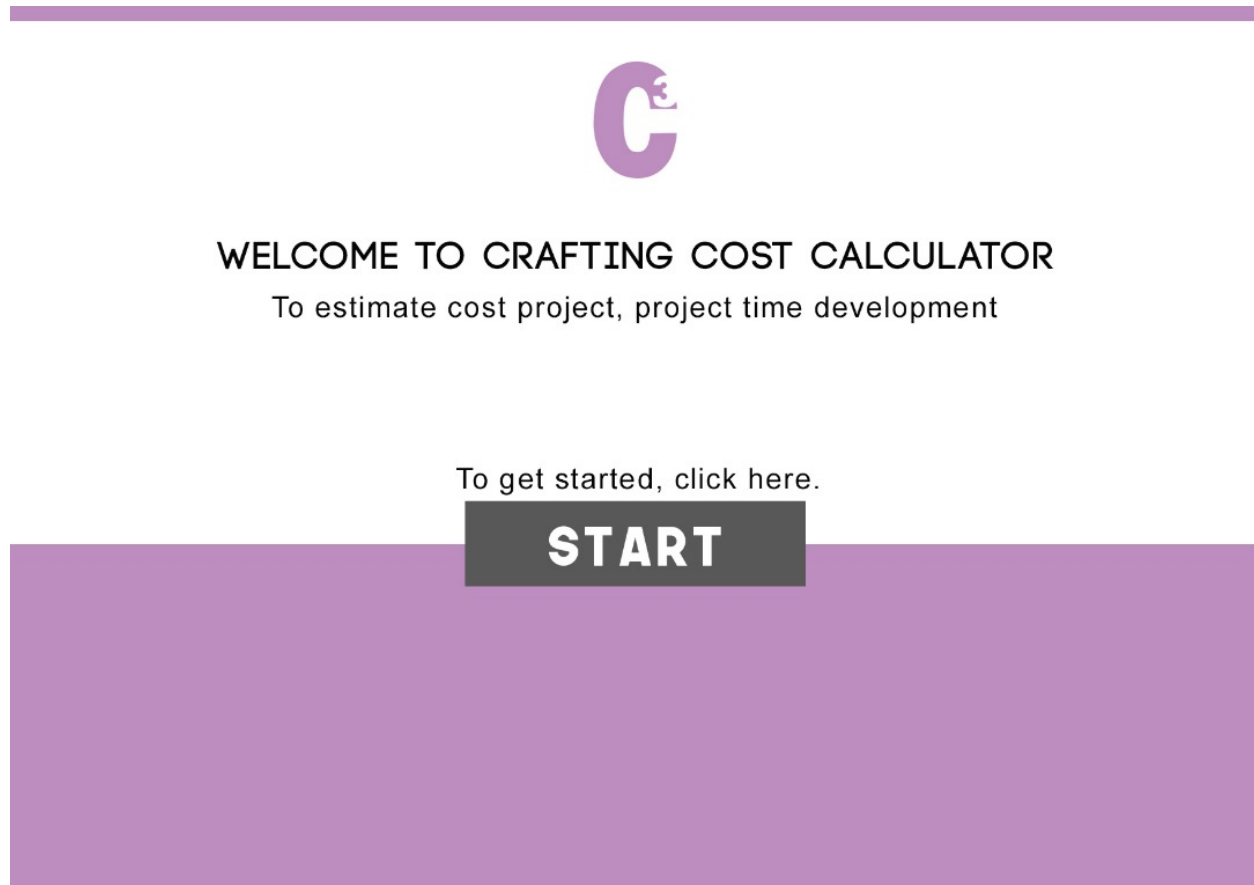 C³
WELCOME TO CRAFTING COST CALCULATOR
To estimate cost project, project time development
To get started, click here.
START